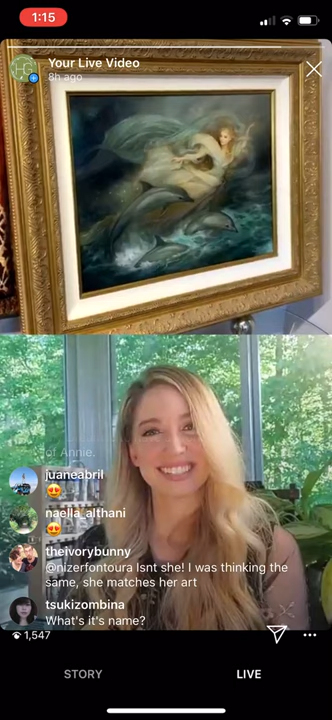 1:15
Your Live Video
8h ago
of Annie.
juaneabril
😍
naella_althani
😍
theivorybunny
@nizerfontoura Isnt she! I was thinking the
same, she matches her art
tsukizombina
What's it's name?
1,547
STORY
LIVE